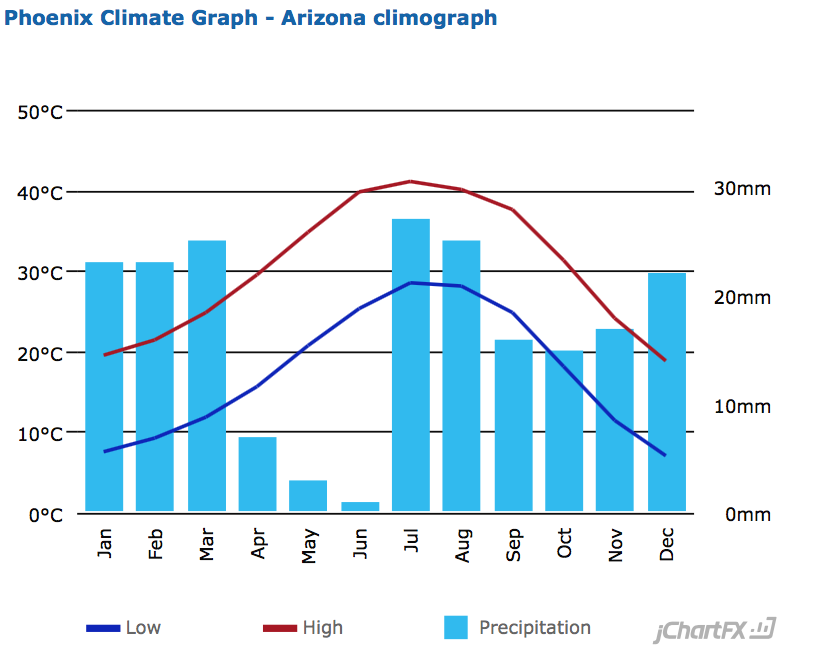 Phoenix Climate Graph - Arizona climograph
50°C
40°C
30°C
20°C
10°C
0°C
30mm
20mm
10mm
0mm
Jan
Feb
Mar
Apr
May
Jun
Jul
Aug
Sep
Oct
Nov
Dec
Low
High
Precipitation
jChartFX